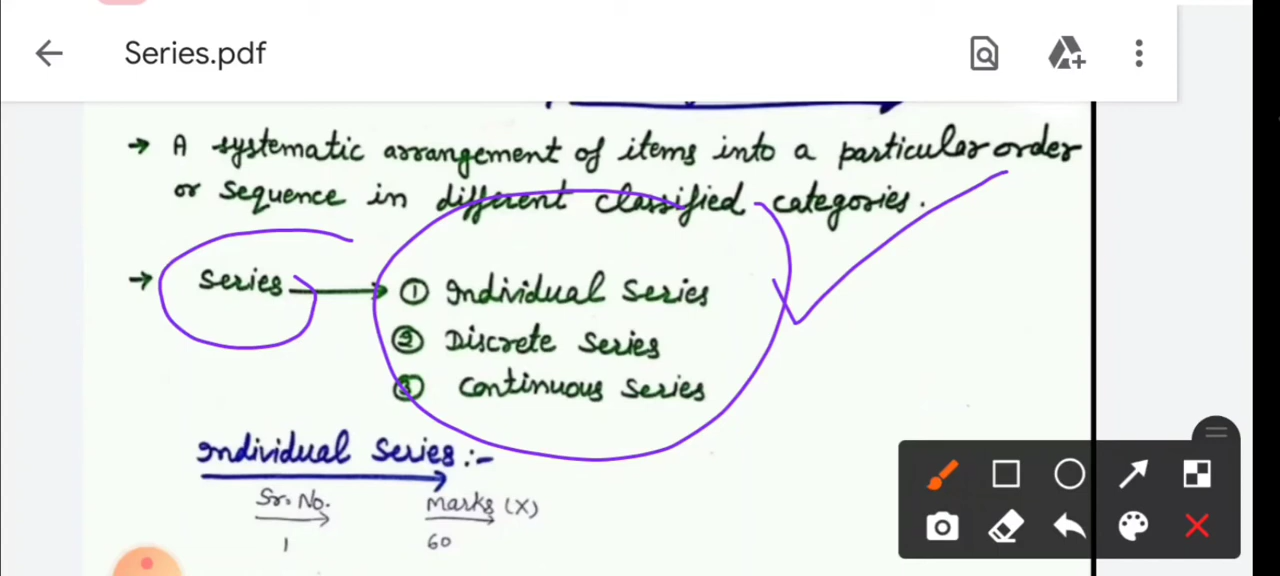 Series.pdf
→ A systematic arrangement of items into a particular order
or sequence in different classified categories.
→ Series → ① Individual Series
② Discrete Series
③ Continuous Series
Individual Series :-
Sr. No. Marks (X)
1 60